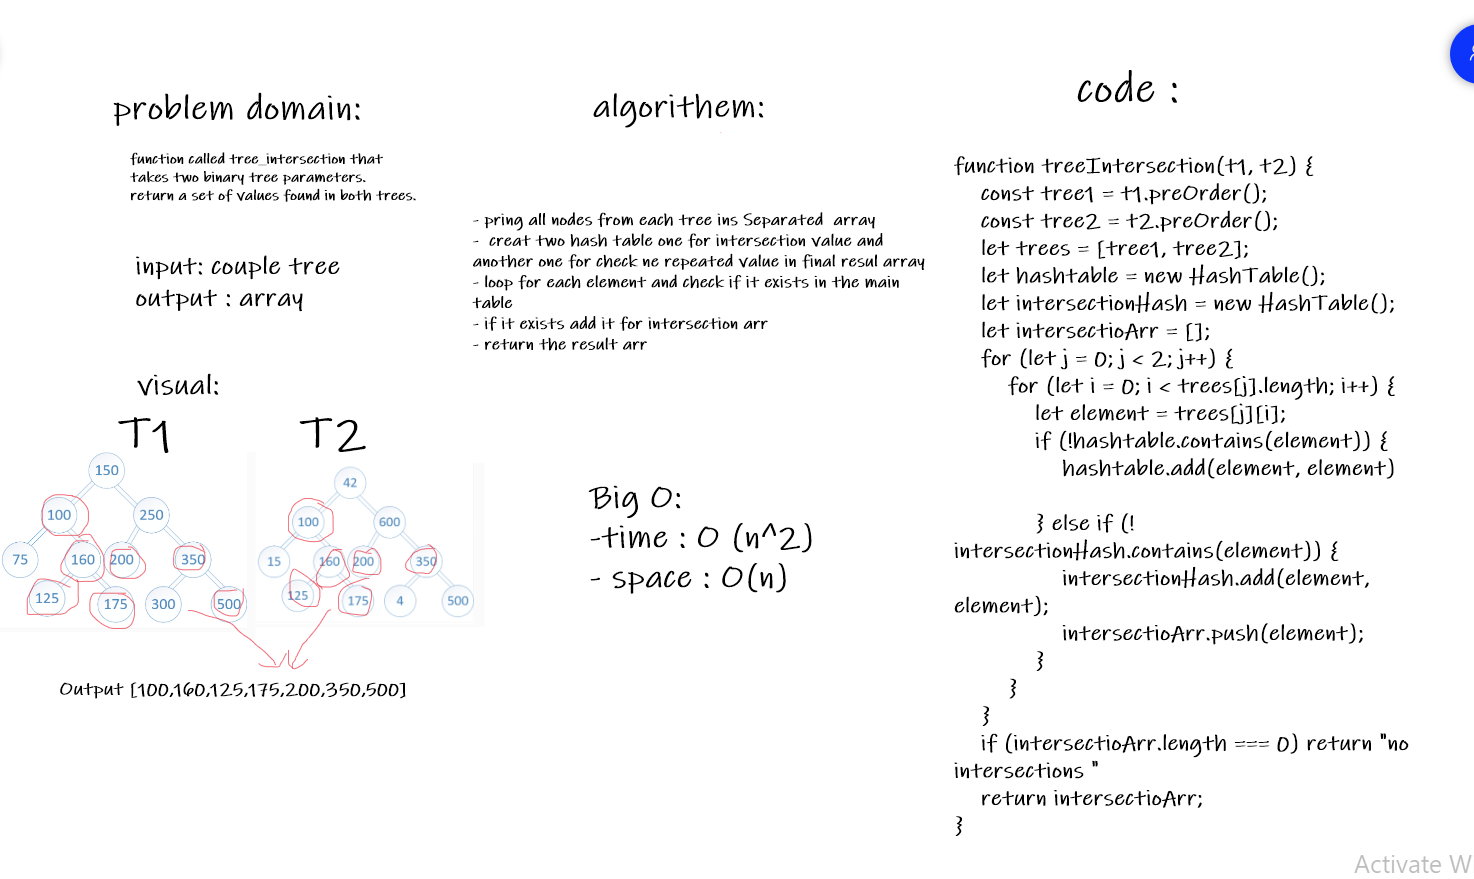 problem domain:
function called tree_intersection that
takes two binary tree parameters.
return a set of values found in both trees.
input: couple tree
output : array
visual:
T1 T2
150
100 250
75 160 200 350
125 175 300 500
42
100 600
15 160 200 350
125 175 4 500
Output [100,160,125,175,200,350,500]
algorithem:
- pring all nodes from each tree ins Separated array
- creat two hash table one for intersection value and
another one for check ne repeated value in final resul array
- loop for each element and check if it exists in the main
table
- if it exists add it for intersection arr
- return the result arr
Big O:
-time : O (n^2)
- space : O(n)
code :
function treeIntersection(t1, t2) {
const tree1 = t1.preOrder();
const tree2 = t2.preOrder();
let trees = [tree1, tree2];
let hashtable = new HashTable();
let intersectionHash = new HashTable();
let intersectioArr = [];
for (let j = 0; j < 2; j++) {
for (let i = 0; i < trees[j].length; i++) {
let element = trees[j][i];
if (!hashtable.contains(element)) {
hashtable.add(element, element)
} else if (!
intersectionHash.contains(element)) {
intersectionHash.add(element,
element);
intersectioArr.push(element);
}
}
}
if (intersectioArr.length === 0) return "no
intersections "
return intersectioArr;
}
Activate W